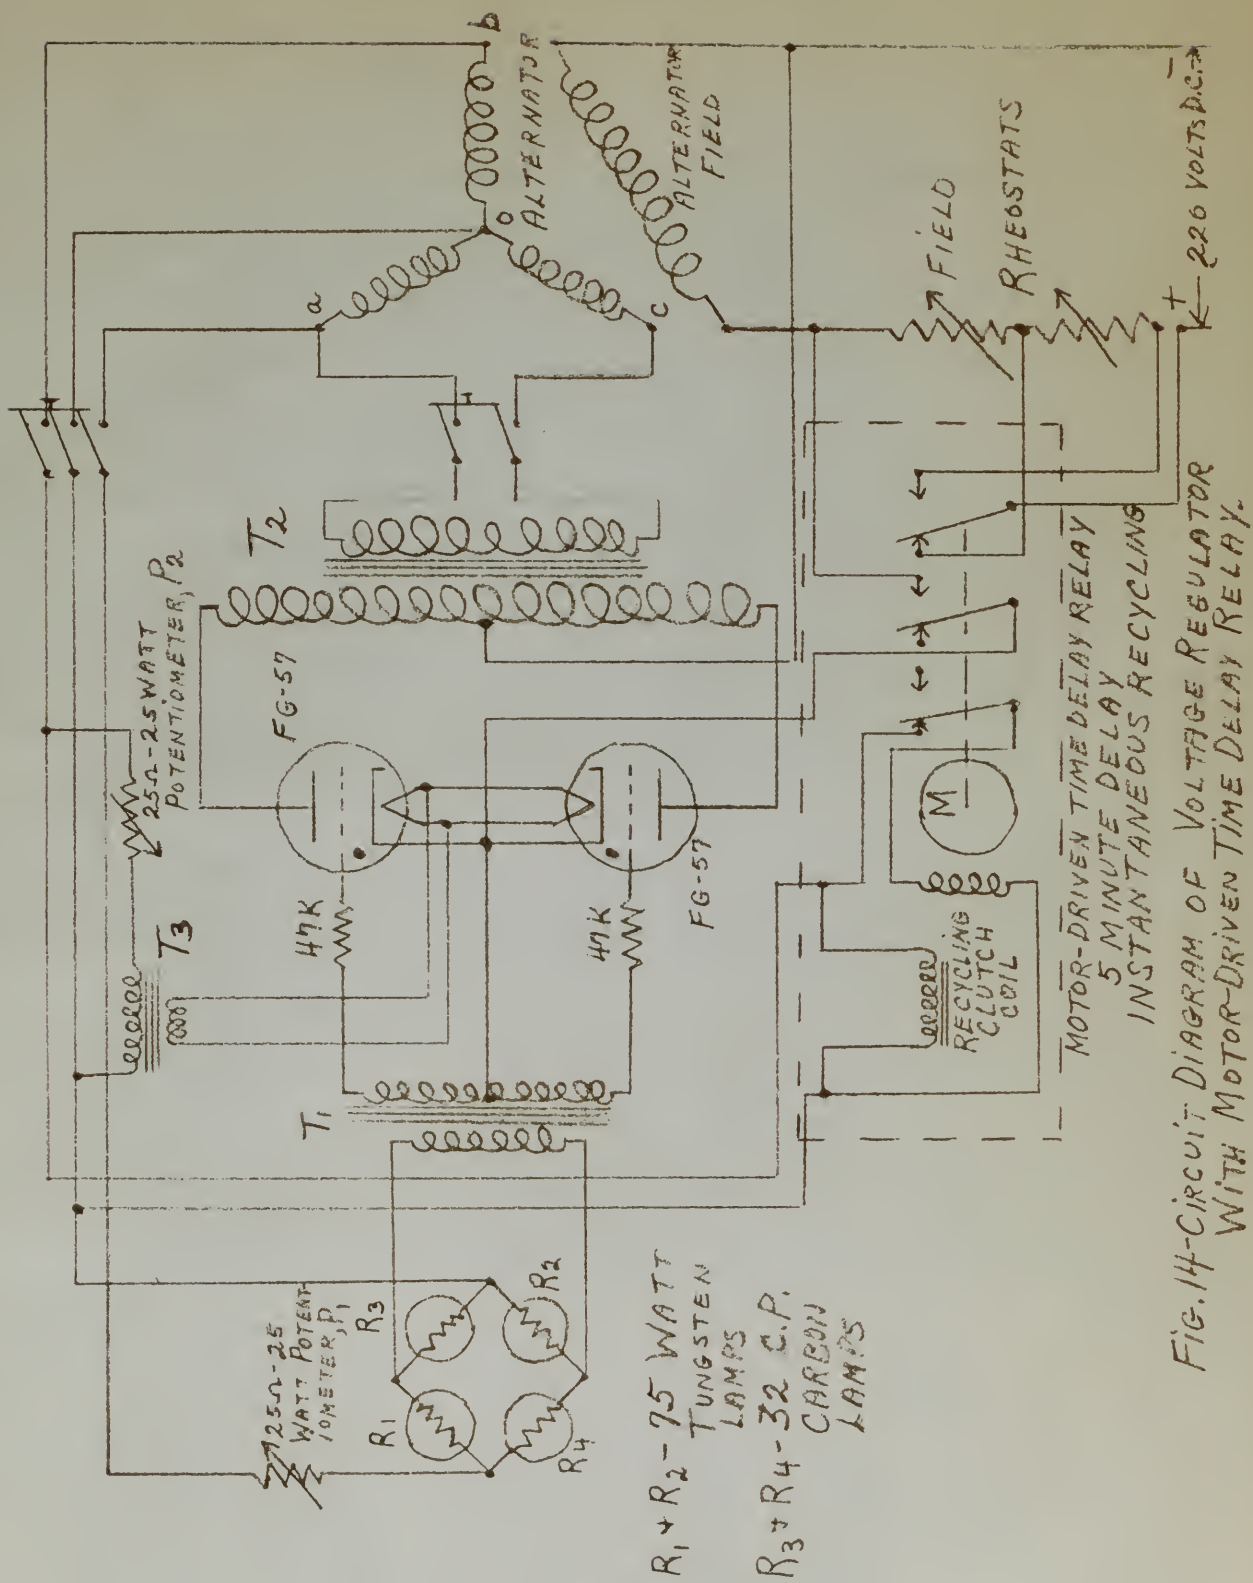 b
ALTERNATOR
O
a
c
ALTERNATOR
FIELD
FIELD
RHEOSTATS
+
−
← 220 VOLTS D.C. →
T2
25Ω-25WATT
POTENTIOMETER, P2
FG-57
FG-57
T3
47K
47K
T1
M
RECYCLING
CLUTCH
COIL
MOTOR-DRIVEN TIME DELAY RELAY
5 MINUTE DELAY
INSTANTANEOUS RECYCLING
125Ω-25
WATT POTENT-
IOMETER, P1
R3
R2
R1
R4
R1 + R2 - 75 WATT
TUNGSTEN
LAMPS
R3 + R4 - 32 C.P.
CARBON
LAMPS
FIG. 14-CIRCUIT DIAGRAM OF VOLTAGE REGULATOR
WITH MOTOR-DRIVEN TIME DELAY RELAY.